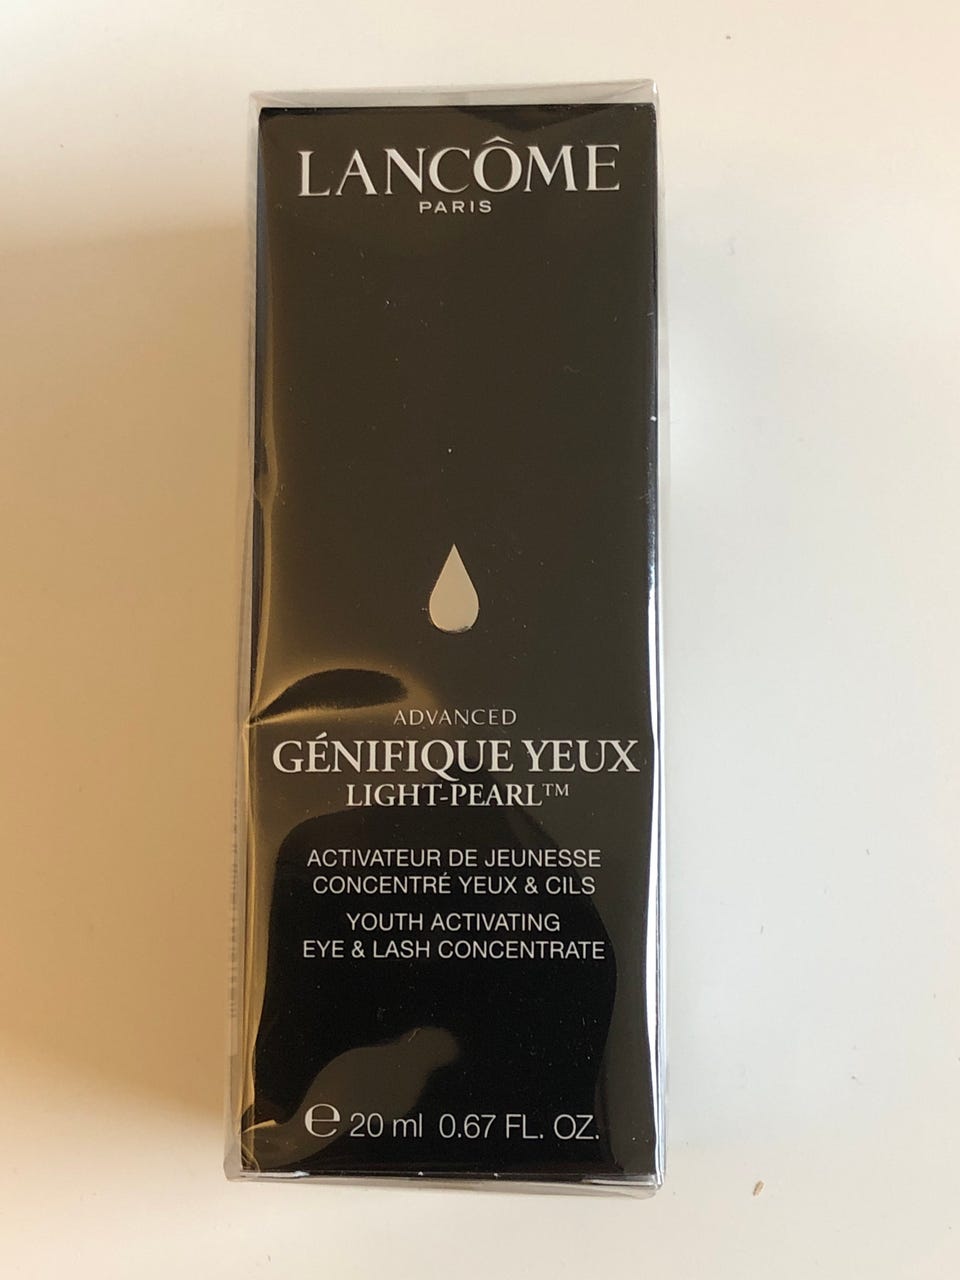 LANCÔME
PARIS
ADVANCED
GÉNIFIQUE YEUX
LIGHT-PEARL™
ACTIVATEUR DE JEUNESSE
CONCENTRÉ YEUX & CILS
YOUTH ACTIVATING
EYE & LASH CONCENTRATE
℮ 20 ml 0.67 FL. OZ.